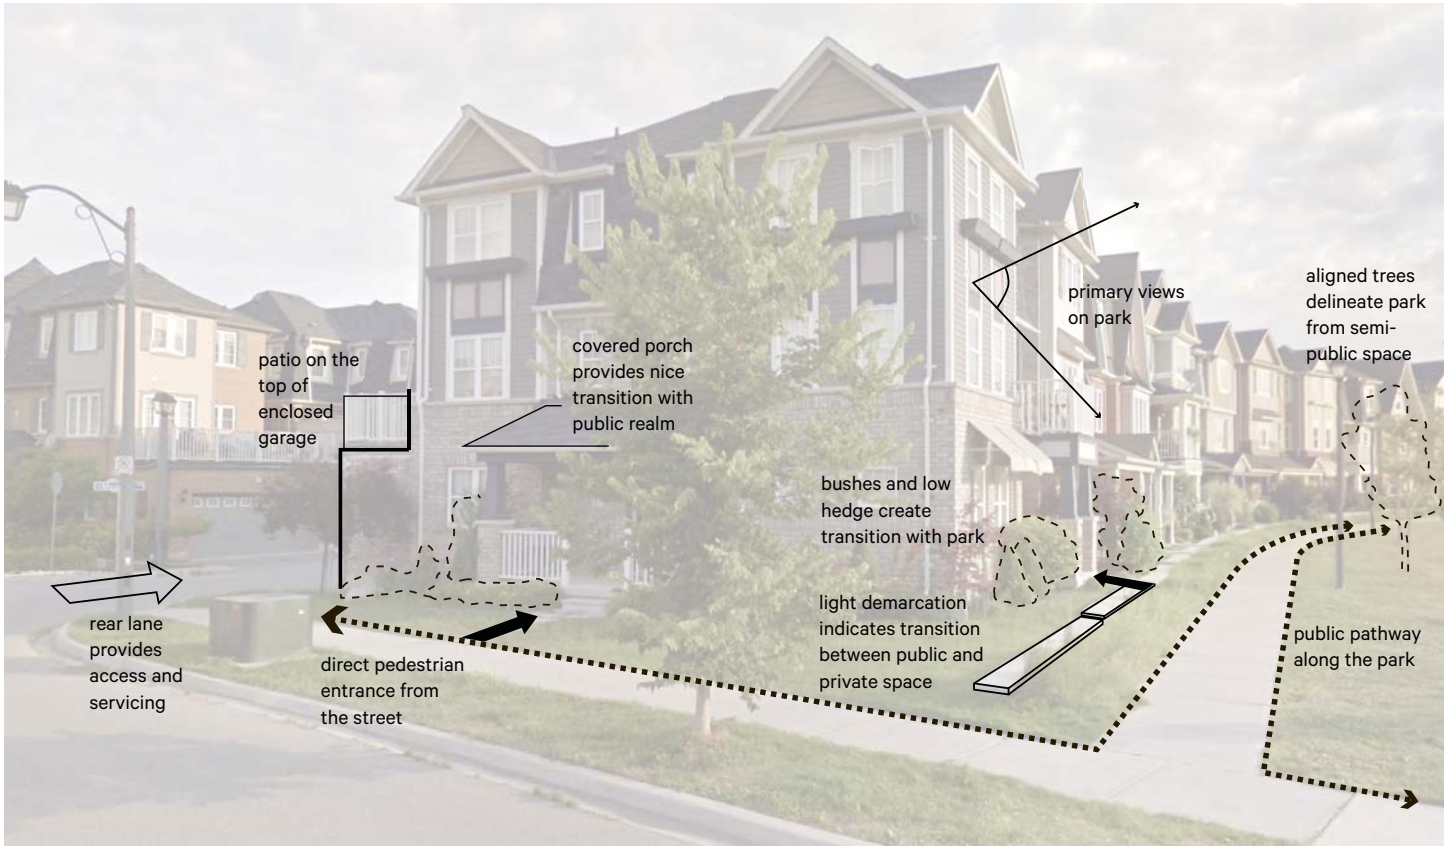 aligned trees
delineate park
from semi-
public space
primary views
on park
covered porch
provides nice
transition with
public realm
patio on the
top of
enclosed
garage
bushes and low
hedge create
transition with park
light demarcation
indicates transition
between public and
private space
rear lane
provides
access and
servicing
direct pedestrian
entrance from
the street
public pathway
along the park